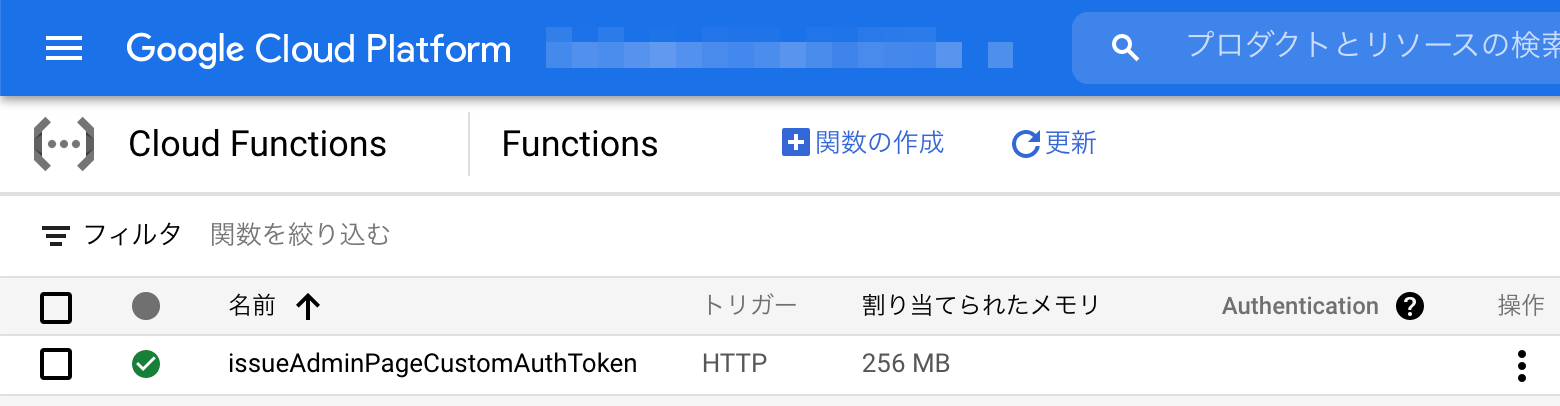 Google Cloud Platform プロダクトとリソースの検索
Cloud Functions Functions 関数の作成 更新
フィルタ 関数を絞り込む
名前 トリガー 割り当てられたメモリ Authentication ? 操作
issueAdminPageCustomAuthToken HTTP 256 MB